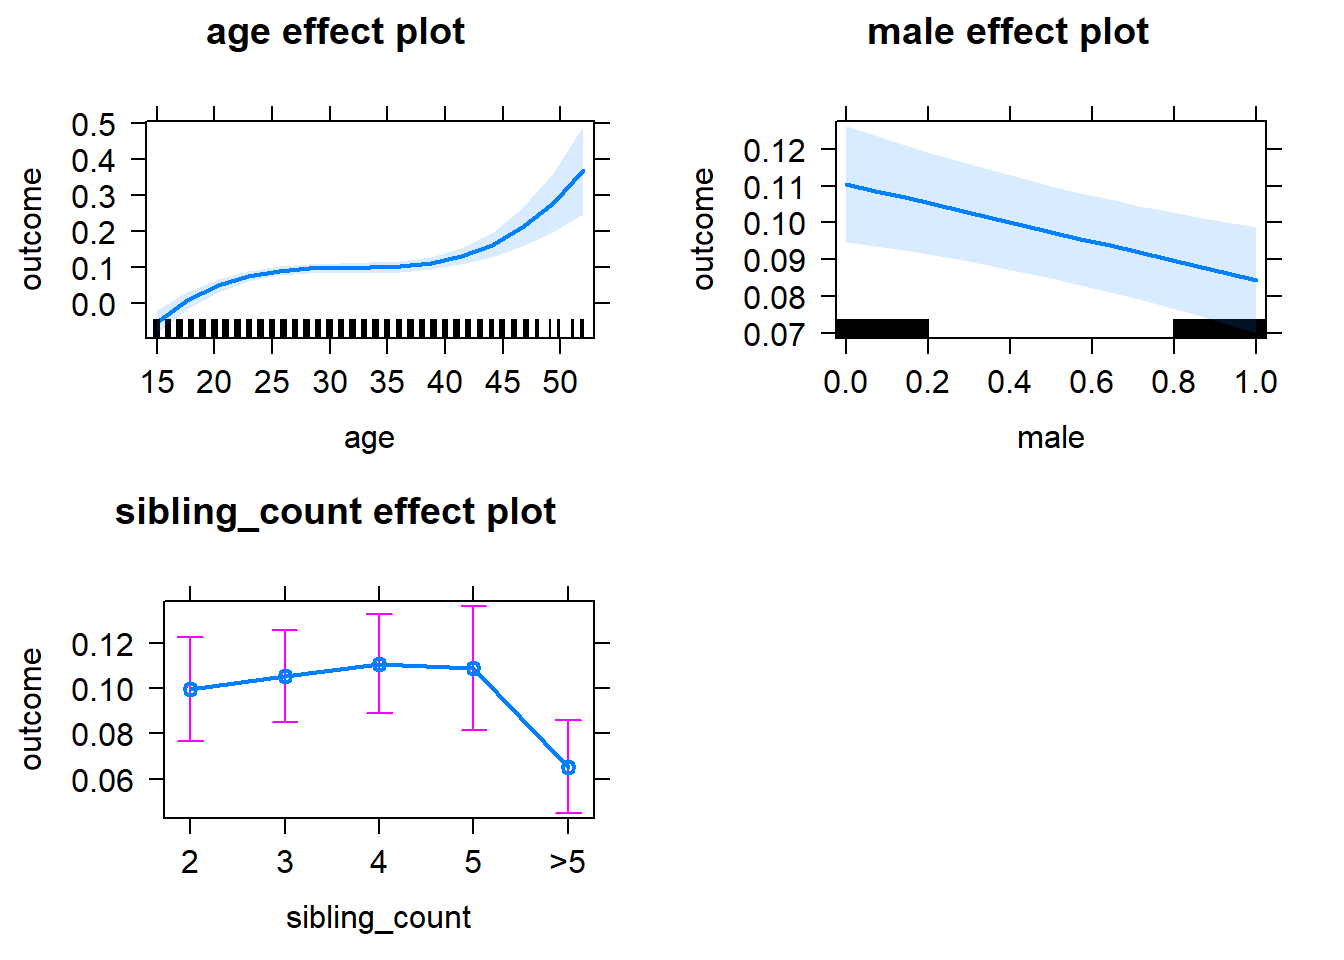 age effect plot
outcome
0.5
0.4
0.3
0.2
0.1
0.0
15 20 25 30 35 40 45 50
age
male effect plot
outcome
0.12
0.11
0.10
0.09
0.08
0.07
0.0 0.2 0.4 0.6 0.8 1.0
male
sibling_count effect plot
outcome
0.12
0.10
0.08
0.06
2 3 4 5 >5
sibling_count